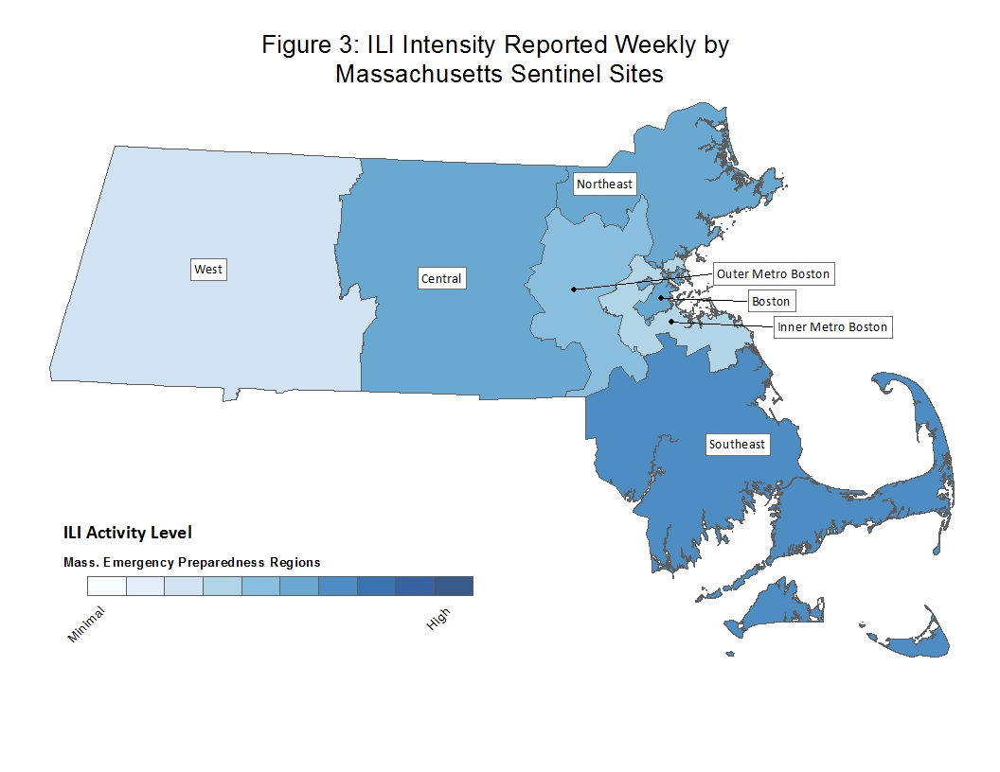 Figure 3: ILI Intensity Reported Weekly by
Massachusetts Sentinel Sites
Northeast
West
Central
Outer Metro Boston
Boston
Inner Metro Boston
Southeast
ILI Activity Level
Mass. Emergency Preparedness Regions
Minimal
High